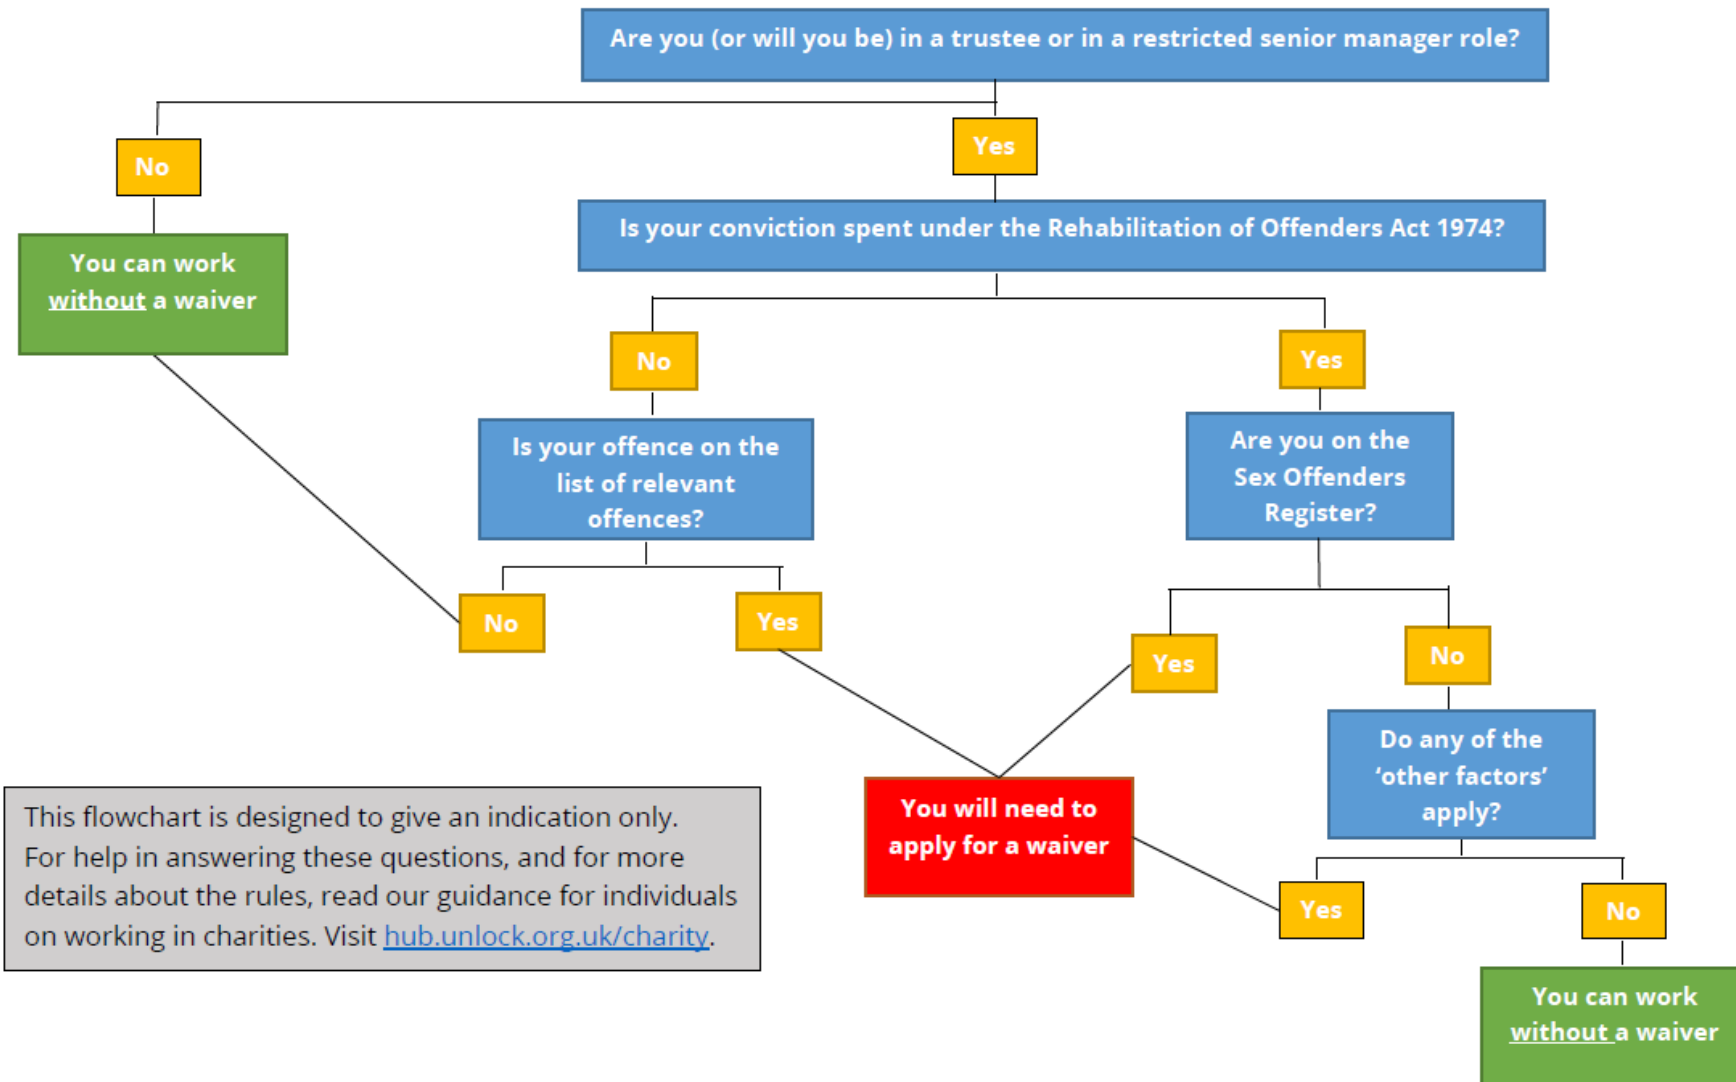 Are you (or will you be) in a trustee or in a restricted senior manager role?
No
Yes
You can work
without a waiver
Is your conviction spent under the Rehabilitation of Offenders Act 1974?
No
Yes
Is your offence on the
list of relevant
offences?
Are you on the
Sex Offenders
Register?
No
Yes
Yes
No
Do any of the
‘other factors’
apply?
You will need to
apply for a waiver
Yes
No
You can work
without a waiver
This flowchart is designed to give an indication only.
For help in answering these questions, and for more
details about the rules, read our guidance for individuals
on working in charities. Visit hub.unlock.org.uk/charity.